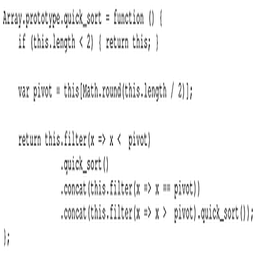 Array.prototype.quick_sort = function () {
if (this.length < 2) { return this; }
var pivot = this[Math.round(this.length / 2)];
return this.filter(x => x <  pivot)
.quick_sort()
.concat(this.filter(x => x == pivot))
.concat(this.filter(x => x >  pivot).quick_sort());
};